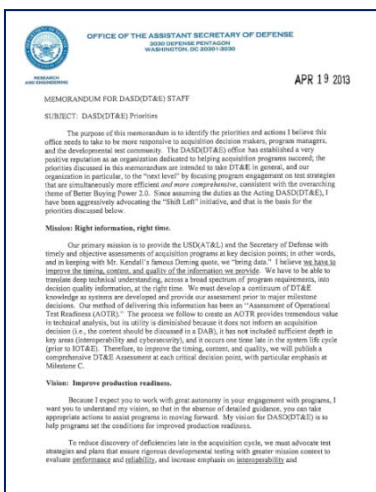 OFFICE OF THE ASSISTANT SECRETARY OF DEFENSE
3030 DEFENSE PENTAGON
WASHINGTON, DC 20301-3030
RESEARCH
AND ENGINEERING
APR 19 2013
MEMORANDUM FOR DASD(DT&E) STAFF
SUBJECT: DASD(DT&E) Priorities
The purpose of this memorandum is to identify the priorities and actions I believe this
office needs to take to be more responsive to acquisition decision makers, program managers,
and the developmental test community. The DASD(DT&E) office has established a very
positive reputation as an organization dedicated to helping acquisition programs succeed; the
priorities discussed in this memorandum are intended to take DT&E in general, and our
organization in particular, to the "next level" by focusing program engagement on test strategies
that are simultaneously more efficient and more comprehensive, consistent with the overarching
theme of Better Buying Power 2.0. Since assuming the duties as the Acting DASD(DT&E), I
have been aggressively advocating the "Shift Left" initiative, and that is the basis for the
priorities discussed below.
Mission: Right information, right time.
Our primary mission is to provide the USD(AT&L) and the Secretary of Defense with
timely and objective assessments of acquisition programs at key decision points; in other words,
and in keeping with Mr. Kendall's famous Deming quote, we "bring data." I believe we have to
improve the timing, content, and quality of the information we provide. We have to be able to
translate deep technical understanding, across a broad spectrum of program requirements, into
decision quality information, at the right time. We must develop a continuum of DT&E
knowledge as systems are developed and provide our assessment prior to major milestone
decisions. Our method of delivering this information has been an "Assessment of Operational
Test Readiness (AOTR)." The process we follow to create an AOTR provides tremendous value
in technical analysis, but its utility is diminished because it does not inform an acquisition
decision (i.e., the content should be discussed in a DAB), it has not included sufficient depth in
key areas (interoperability and cybersecurity), and it occurs one time late in the system life cycle
(prior to IOT&E). Therefore, to improve the timing, content, and quality, we will publish a
comprehensive DT&E Assessment at each critical decision point, with particular emphasis at
Milestone C.
Vision: Improve production readiness.
Because I expect you to work with great autonomy in your engagement with programs, I
want you to understand my vision, so that in the absence of detailed guidance, you can take
appropriate actions to assist programs in moving forward. My vision for DASD(DT&E) is to
help programs set the conditions for improved production readiness.
To reduce discovery of deficiencies late in the acquisition cycle, we must advocate test
strategies and plans that ensure rigorous developmental testing with greater mission context to
evaluate performance and reliability, and increase emphasis on interoperability and